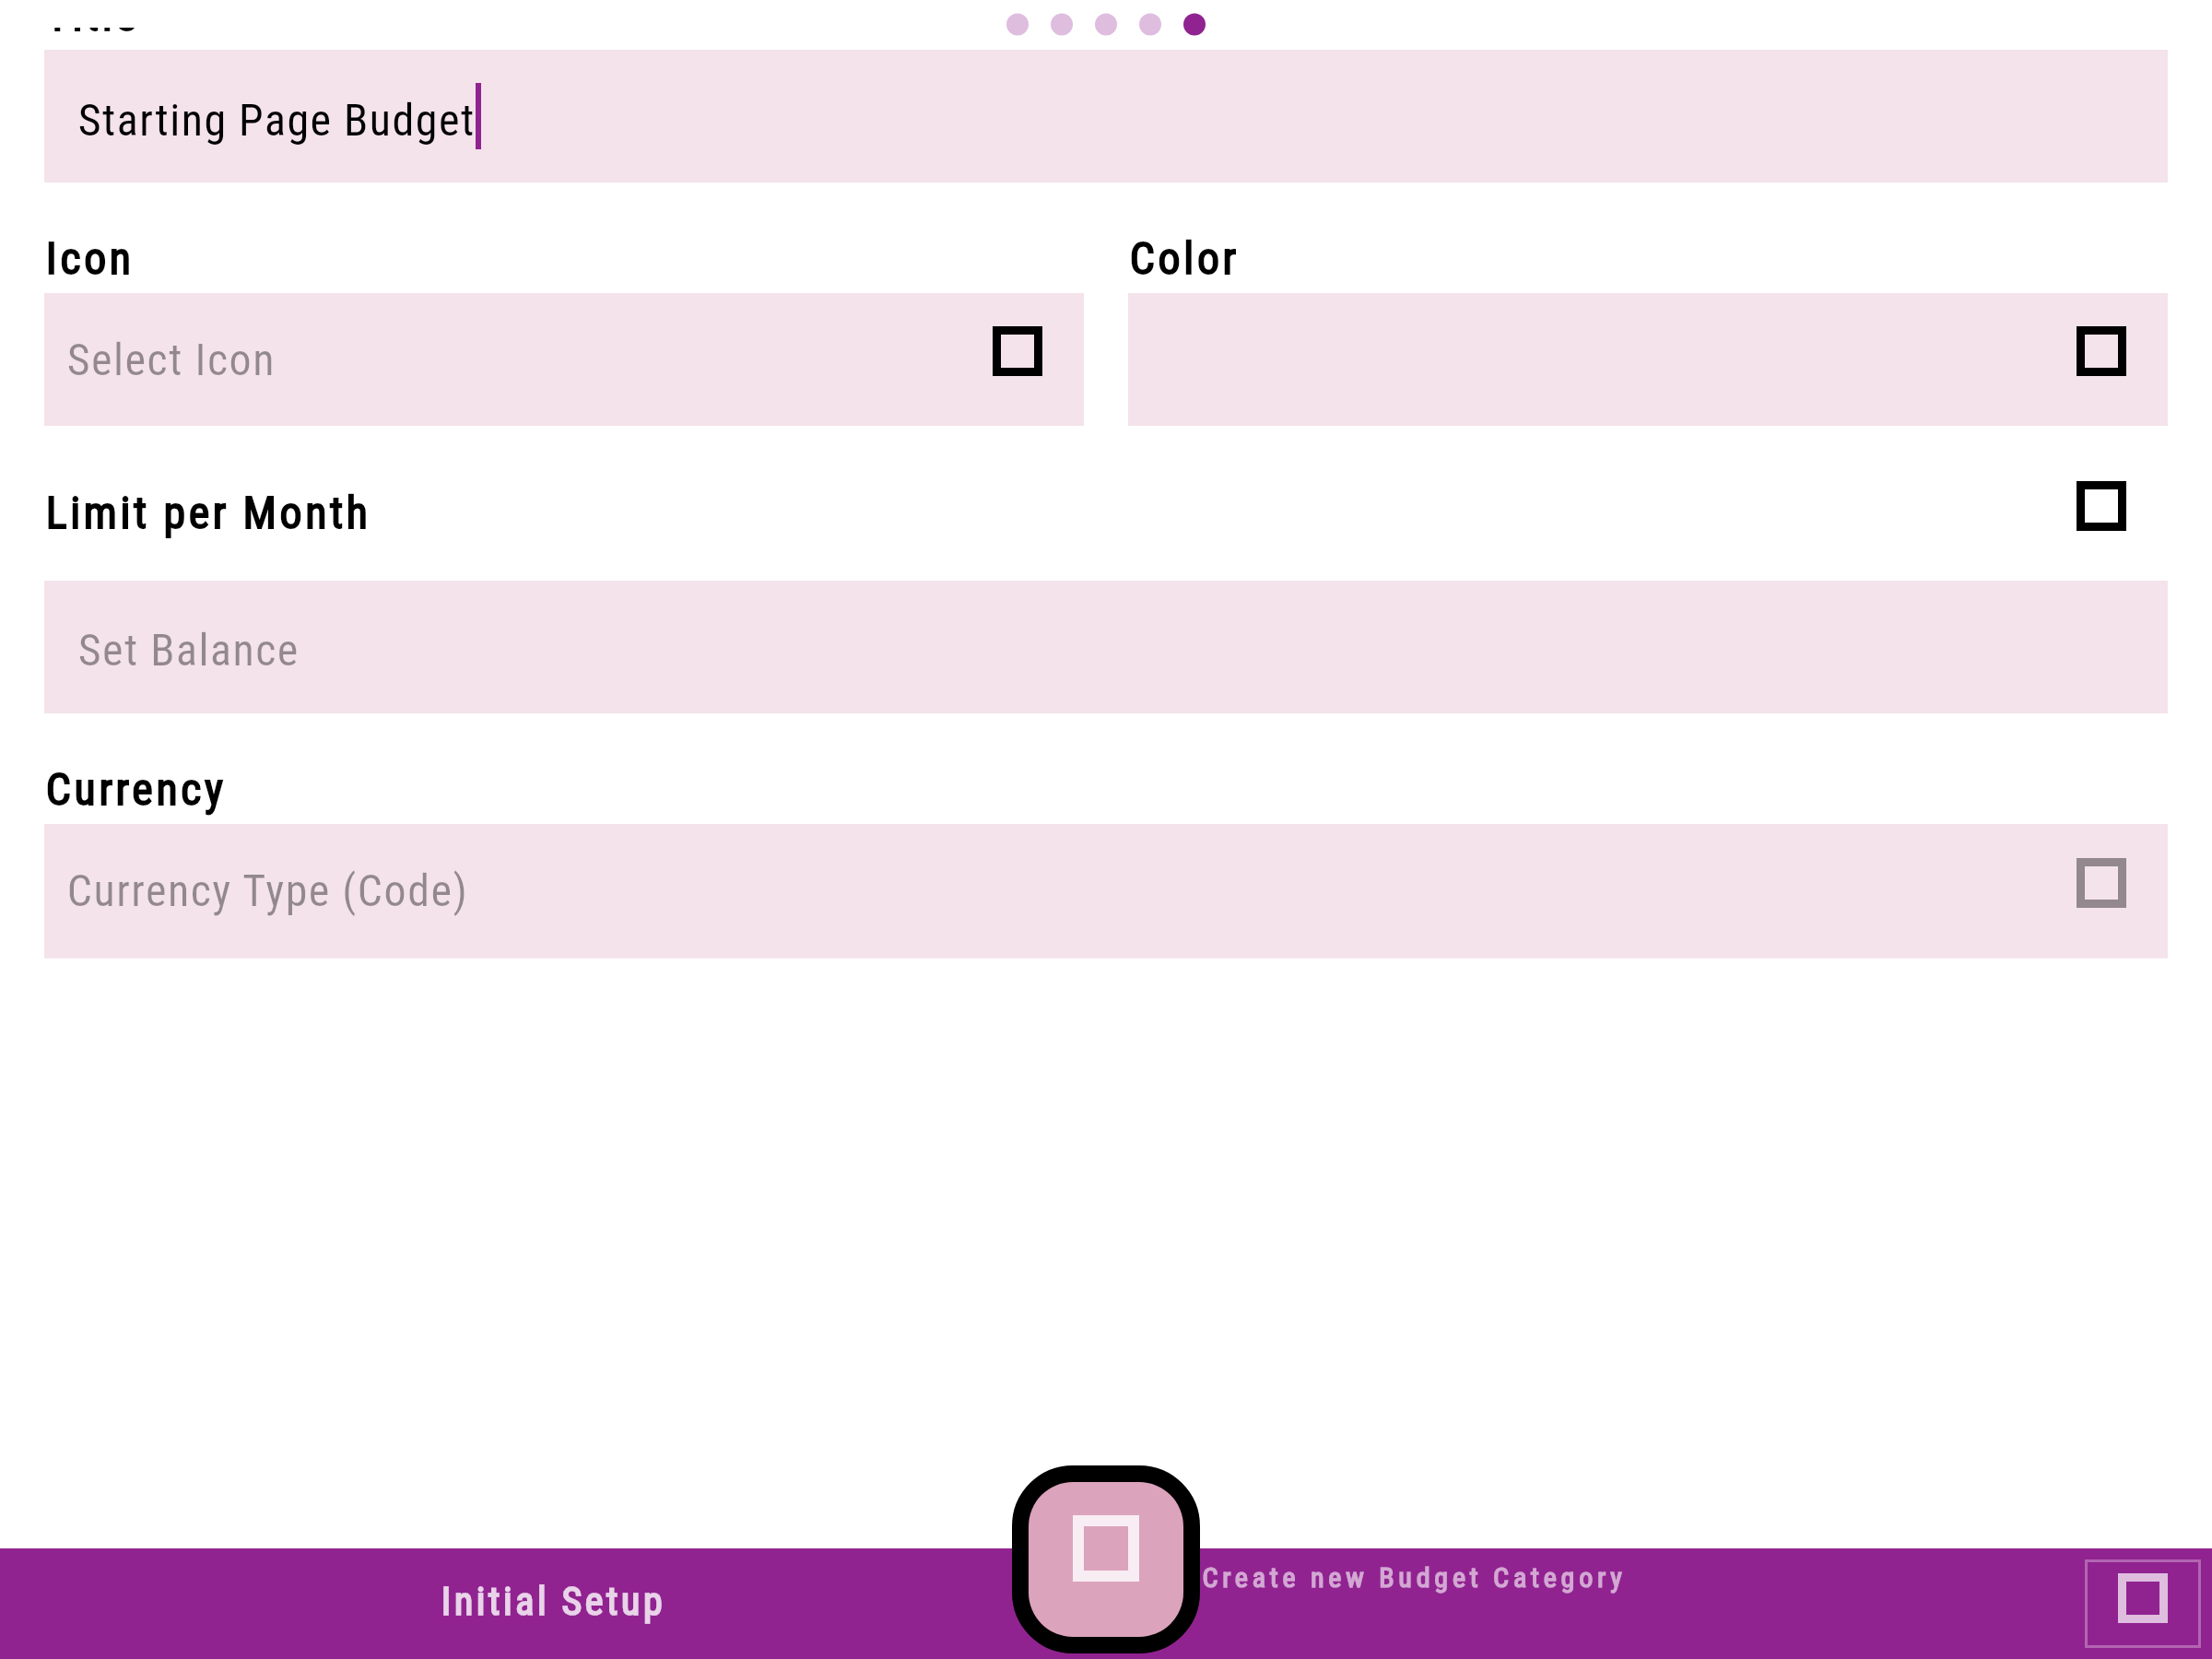 Starting Page Budget
Icon
Color
Select Icon
Limit per Month
Set Balance
Currency
Currency Type (Code)
Initial Setup
Create new Budget Category